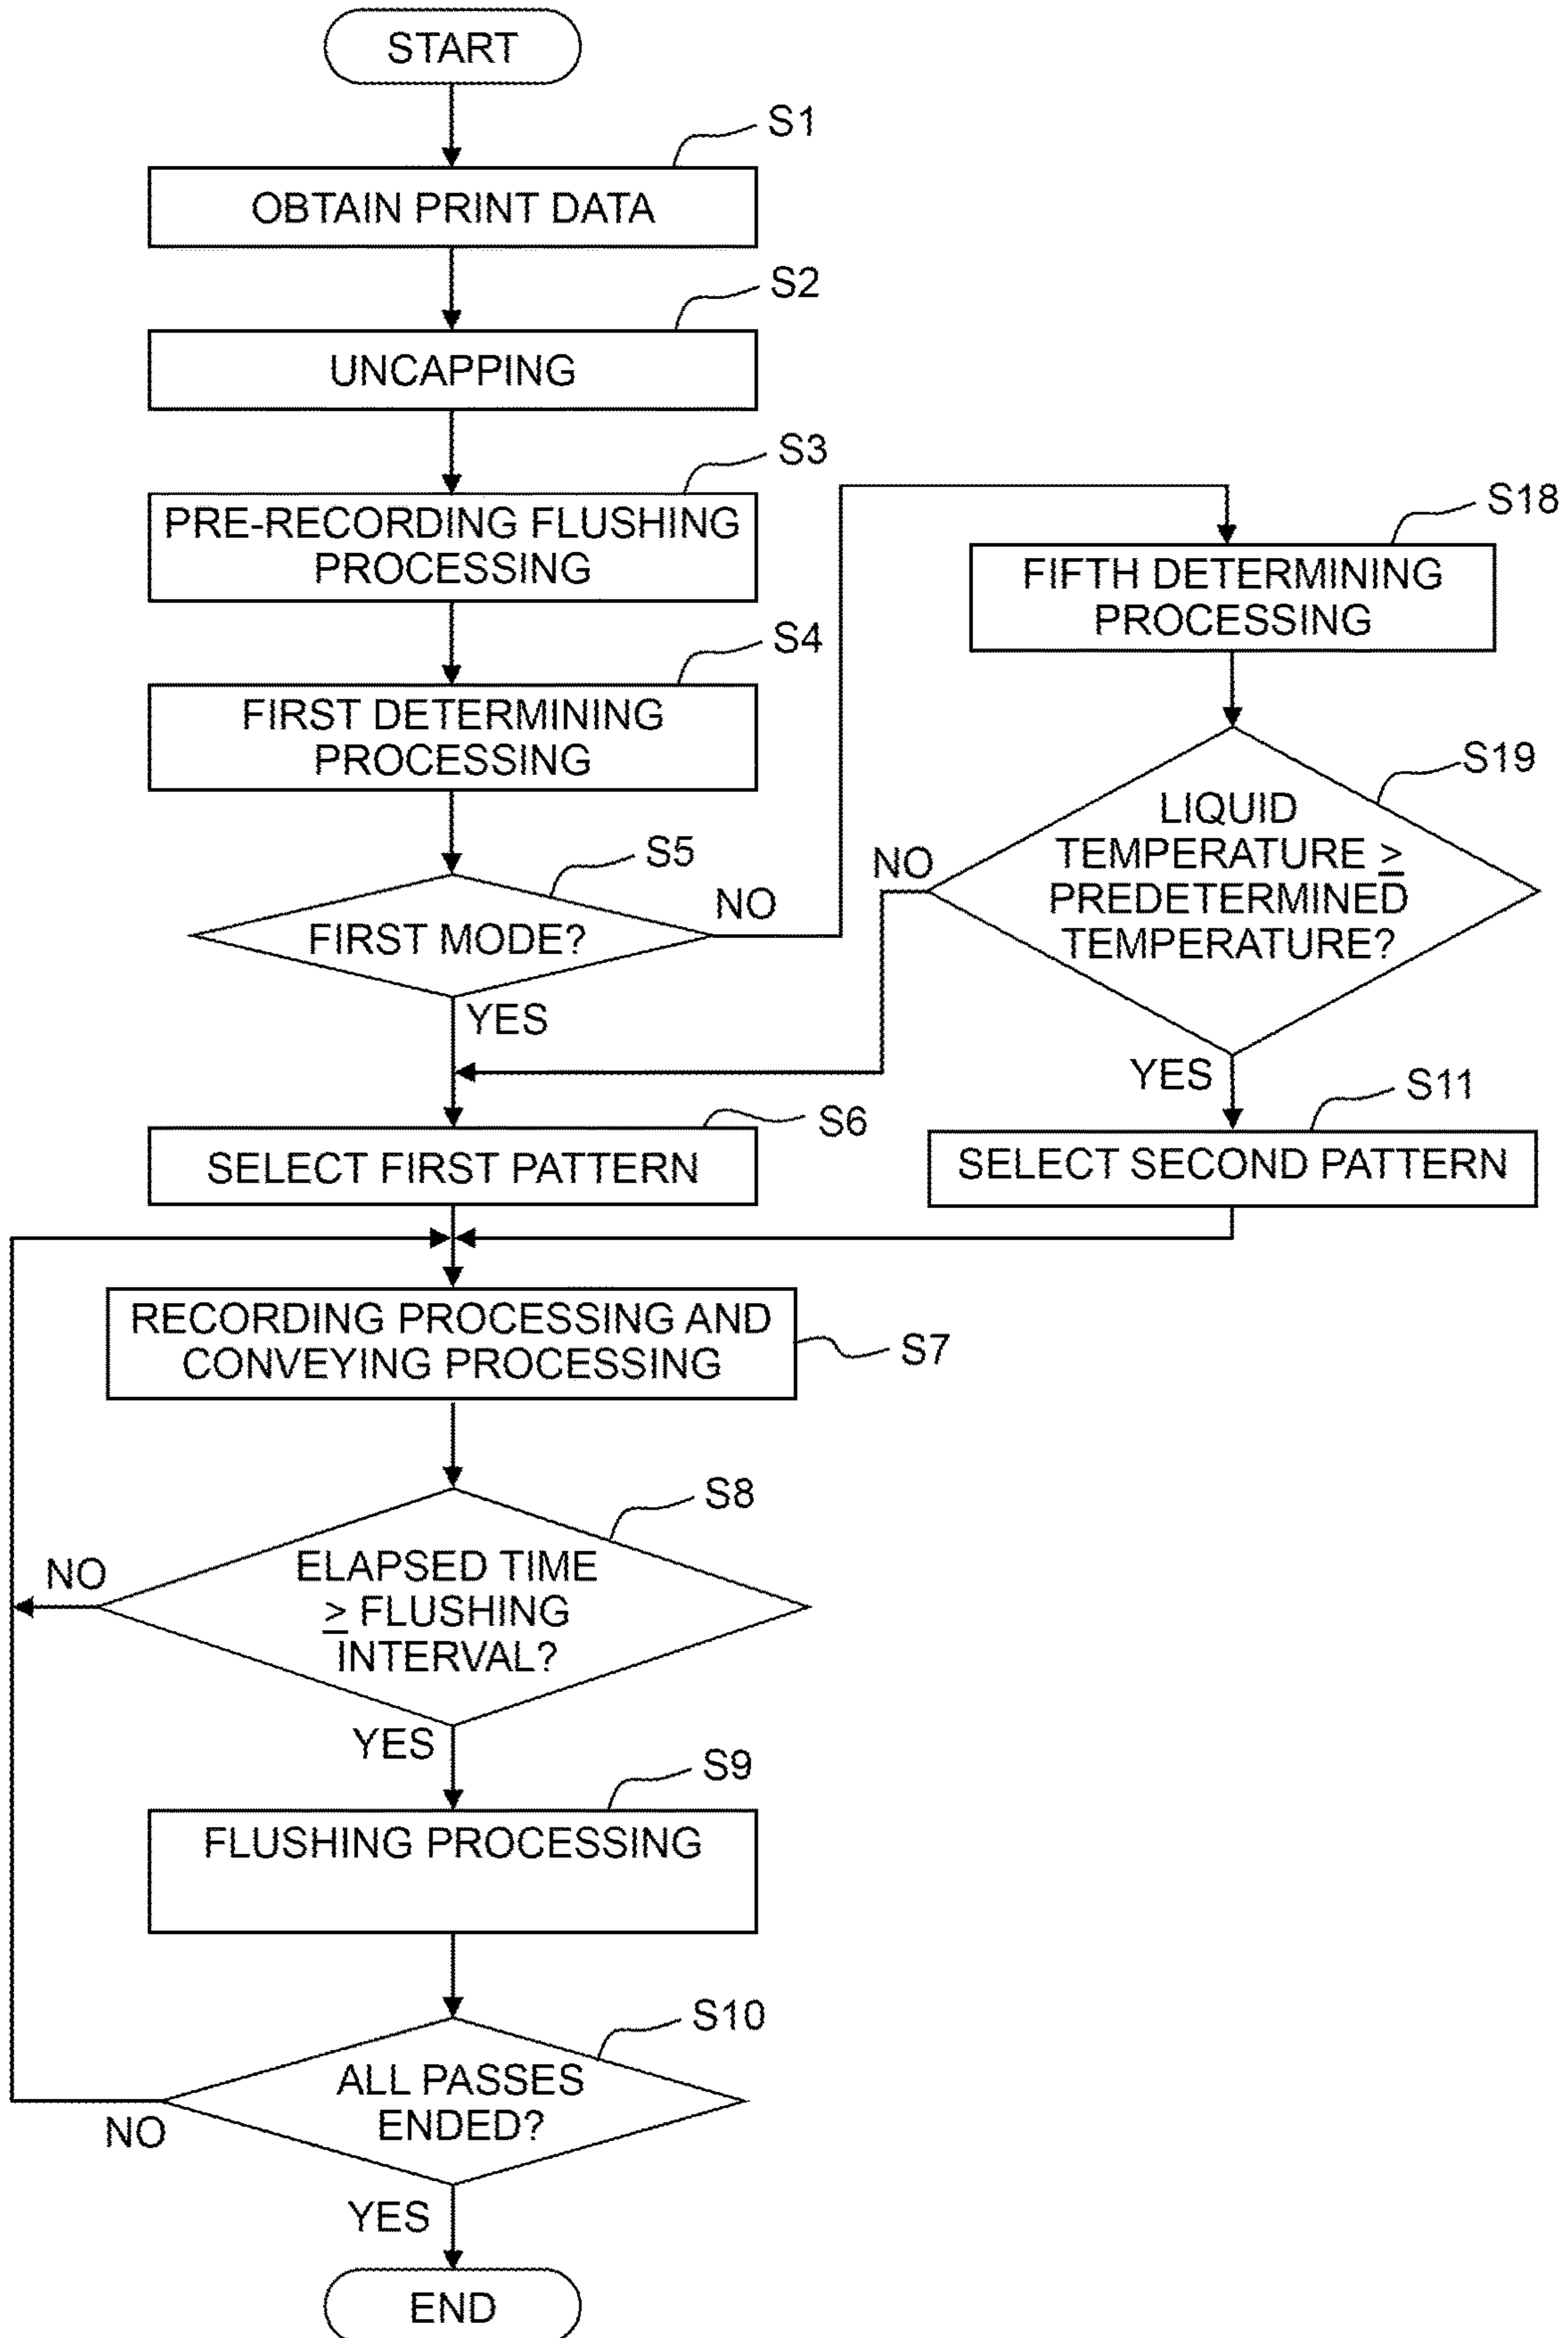 START
S1
OBTAIN PRINT DATA
S2
UNCAPPING
S3
PRE-RECORDING FLUSHING
PROCESSING
S4
FIRST DETERMINING
PROCESSING
S5
FIRST MODE?
NO
YES
S18
FIFTH DETERMINING
PROCESSING
S19
LIQUID
TEMPERATURE ≥
PREDETERMINED
TEMPERATURE?
NO
YES
S6
SELECT FIRST PATTERN
S11
SELECT SECOND PATTERN
RECORDING PROCESSING AND
CONVEYING PROCESSING
S7
S8
ELAPSED TIME
≥ FLUSHING
INTERVAL?
NO
YES
S9
FLUSHING PROCESSING
S10
ALL PASSES
ENDED?
NO
YES
END